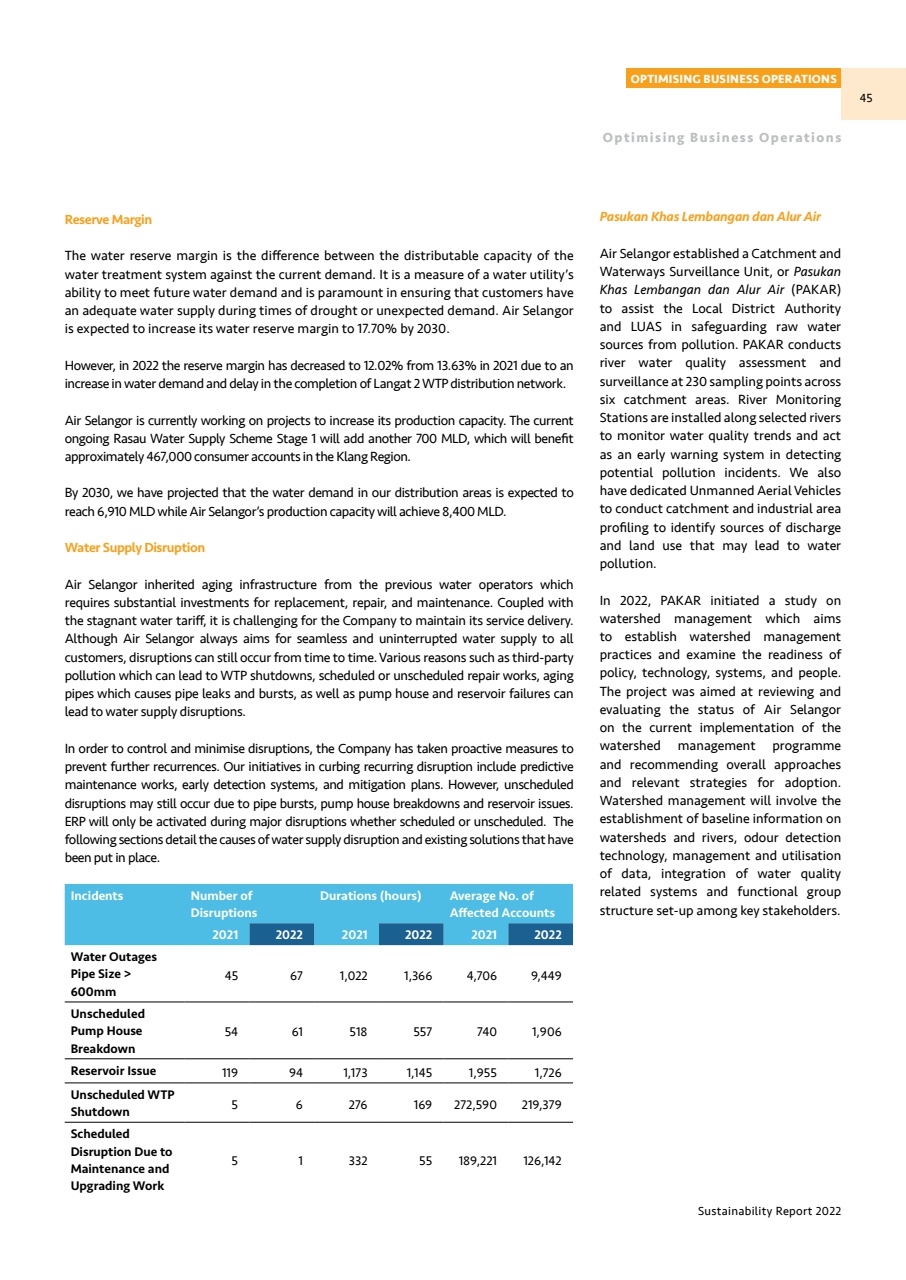 OPTIMISING BUSINESS OPERATIONS
45
Optimising Business Operations
Reserve Margin
The water reserve margin is the difference between the distributable capacity of the
water treatment system against the current demand. It is a measure of a water utility's
ability to meet future water demand and is paramount in ensuring that customers have
an adequate water supply during times of drought or unexpected demand. Air Selangor
is expected to increase its water reserve margin to 17.70% by 2030.
However, in 2022 the reserve margin has decreased to 12.02% from 13.63% in 2021 due to an
increase in water demand and delay in the completion of Langat 2 WTP distribution network.
Air Selangor is currently working on projects to increase its production capacity. The current
ongoing Rasau Water Supply Scheme Stage 1 will add another 700 MLD, which will benefit
approximately 467,000 consumer accounts in the Klang Region.
By 2030, we have projected that the water demand in our distribution areas is expected to
reach 6,910 MLD while Air Selangor's production capacity will achieve 8,400 MLD.
Water Supply Disruption
Air Selangor inherited aging infrastructure from the previous water operators which
requires substantial investments for replacement, repair, and maintenance. Coupled with
the stagnant water tariff, it is challenging for the Company to maintain its service delivery.
Although Air Selangor always aims for seamless and uninterrupted water supply to all
customers, disruptions can still occur from time to time. Various reasons such as third-party
pollution which can lead to WTP shutdowns, scheduled or unscheduled repair works, aging
pipes which causes pipe leaks and bursts, as well as pump house and reservoir failures can
lead to water supply disruptions.
In order to control and minimise disruptions, the Company has taken proactive measures to
prevent further recurrences. Our initiatives in curbing recurring disruption include predictive
maintenance works, early detection systems, and mitigation plans. However, unscheduled
disruptions may still occur due to pipe bursts, pump house breakdowns and reservoir issues.
ERP will only be activated during major disruptions whether scheduled or unscheduled. The
following sections detail the causes of water supply disruption and existing solutions that have
been put in place.
Incidents Number of Durations (hours) Average No. of
Disruptions Affected Accounts
2021 2022 2021 2022 2021 2022
Water Outages
Pipe Size > 45 67 1,022 1,366 4,706 9,449
600mm
Unscheduled
Pump House 54 61 518 557 740 1,906
Breakdown
Reservoir Issue 119 94 1,173 1,145 1,955 1,726
Unscheduled WTP
Shutdown 5 6 276 169 272,590 219,379
Scheduled
Disruption Due to 5 1 332 55 189,221 126,142
Maintenance and
Upgrading Work
Pasukan Khas Lembangan dan Alur Air
Air Selangor established a Catchment and
Waterways Surveillance Unit, or Pasukan
Khas Lembangan dan Alur Air (PAKAR)
to assist the Local District Authority
and LUAS in safeguarding raw water
sources from pollution. PAKAR conducts
river water quality assessment and
surveillance at 230 sampling points across
six catchment areas. River Monitoring
Stations are installed along selected rivers
to monitor water quality trends and act
as an early warning system in detecting
potential pollution incidents. We also
have dedicated Unmanned Aerial Vehicles
to conduct catchment and industrial area
profiling to identify sources of discharge
and land use that may lead to water
pollution.
In 2022, PAKAR initiated a study on
watershed management which aims
to establish watershed management
practices and examine the readiness of
policy, technology, systems, and people.
The project was aimed at reviewing and
evaluating the status of Air Selangor
on the current implementation of the
watershed management programme
and recommending overall approaches
and relevant strategies for adoption.
Watershed management will involve the
establishment of baseline information on
watersheds and rivers, odour detection
technology, management and utilisation
of data, integration of water quality
related systems and functional group
structure set-up among key stakeholders.
Sustainability Report 2022